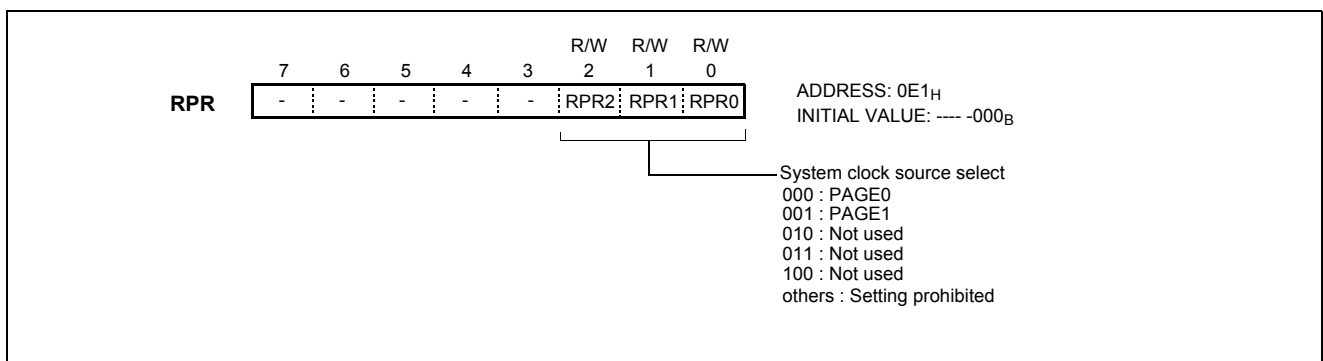 R/W R/W R/W
7 6 5 4 3 2 1 0
RPR - - - - - RPR2 RPR1 RPR0
ADDRESS: 0E1H
INITIAL VALUE: ---- -000B
System clock source select
000 : PAGE0
001 : PAGE1
010 : Not used
011 : Not used
100 : Not used
others : Setting prohibited